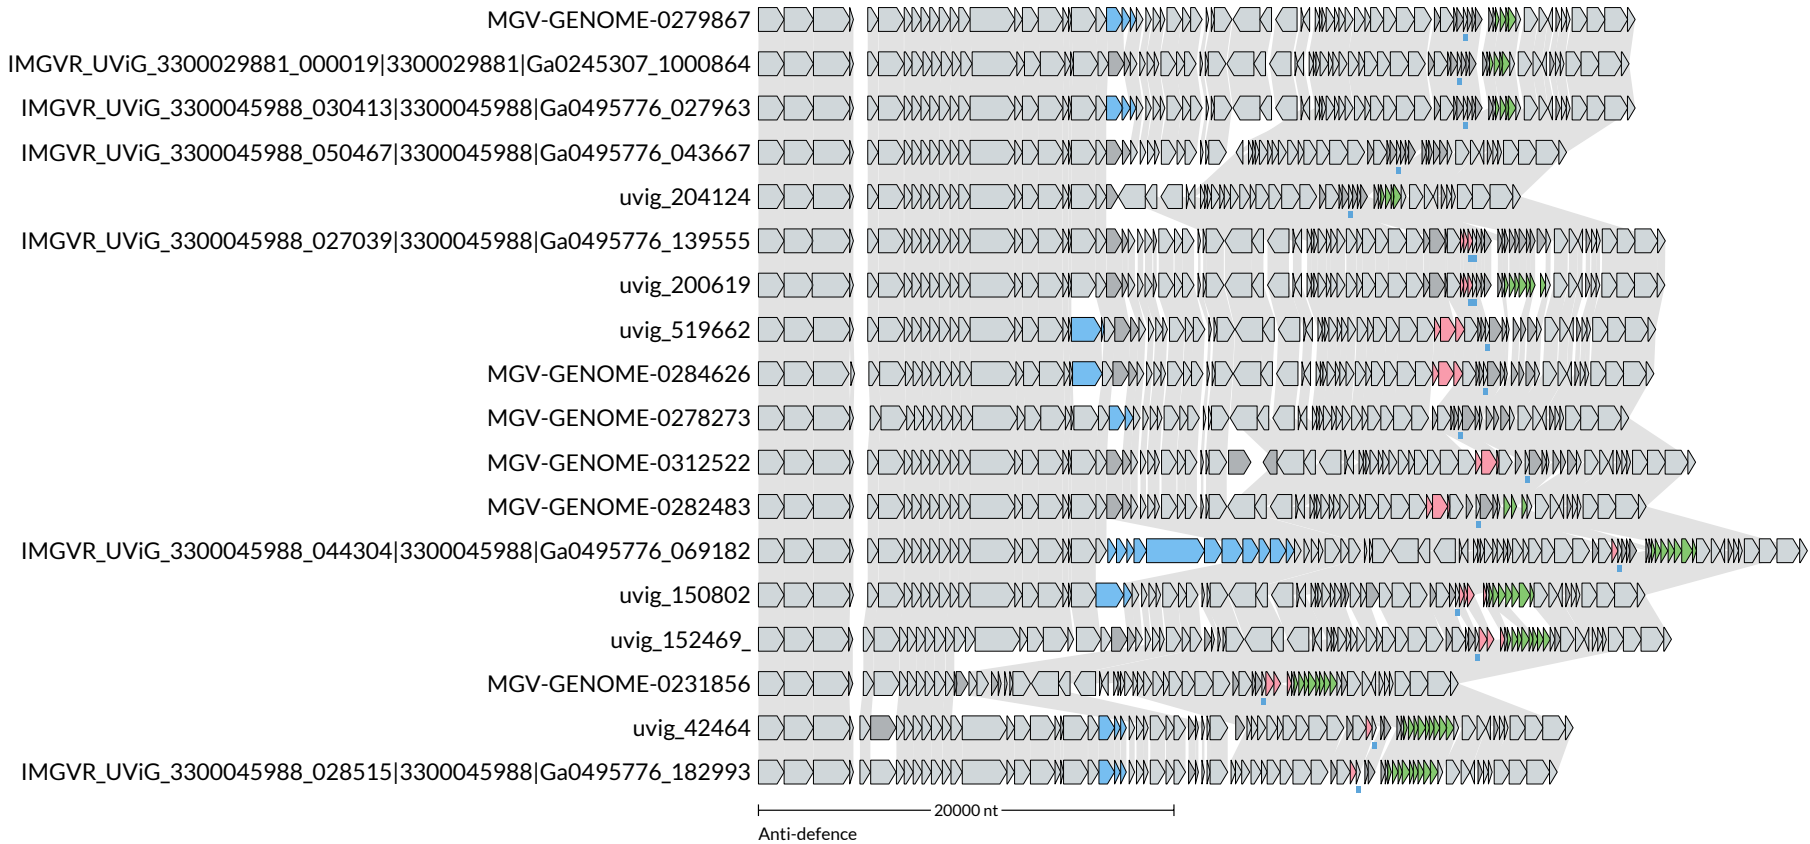 MGV-GENOME-0279867
IMGVR_UViG_3300029881_000019|3300029881|Ga0245307_1000864
IMGVR_UViG_3300045988_030413|3300045988|Ga0495776_027963
IMGVR_UViG_3300045988_050467|3300045988|Ga0495776_043667
uvig_204124
IMGVR_UViG_3300045988_027039|3300045988|Ga0495776_139555
uvig_200619
uvig_519662
MGV-GENOME-0284626
MGV-GENOME-0278273
MGV-GENOME-0312522
MGV-GENOME-0282483
IMGVR_UViG_3300045988_044304|3300045988|Ga0495776_069182
uvig_150802
uvig_152469_
MGV-GENOME-0231856
uvig_42464
IMGVR_UViG_3300045988_028515|3300045988|Ga0495776_182993
20000 nt
Anti-defence